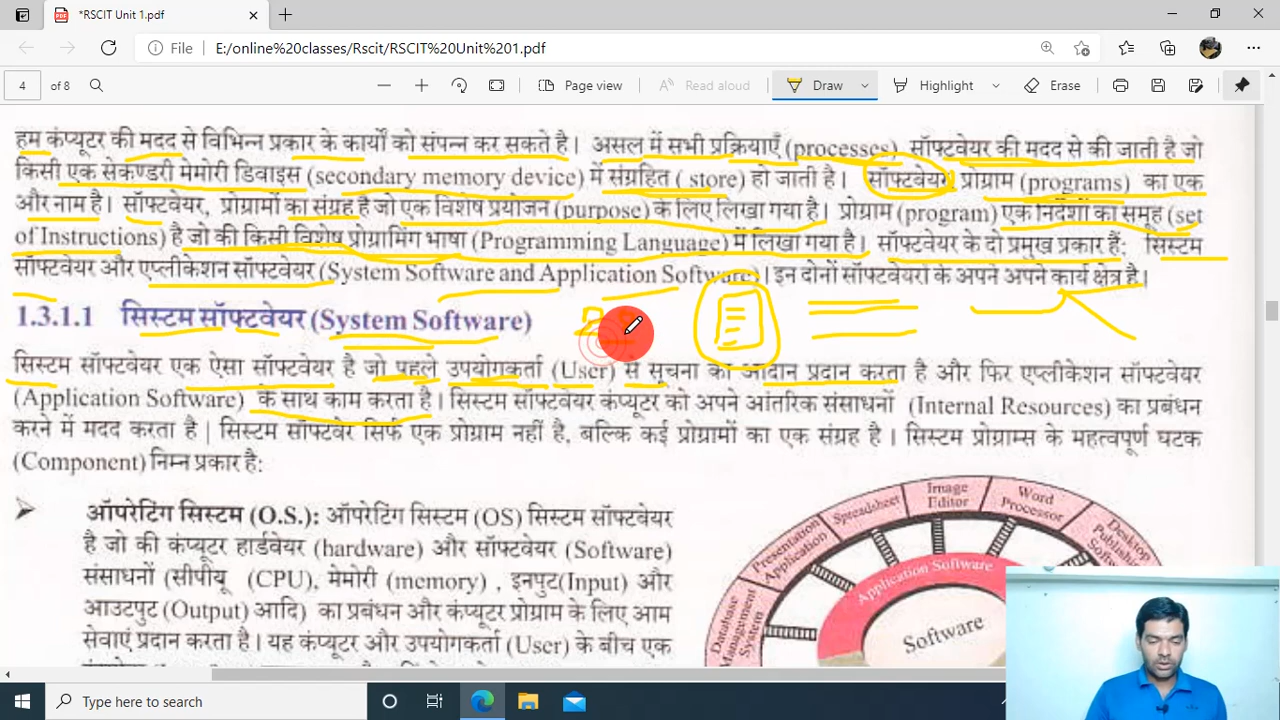 *RSCIT Unit 1.pdf
File E:/online%20classes/Rscit/RSCIT%20Unit%201.pdf
4 of 8 Page view Read aloud Draw Highlight Erase
हम कंप्यूटर की मदद से विभिन्न प्रकार के कार्यों को संपन्न कर सकते है। असल में सभी प्रक्रियाएँ (processes) सॉफ्टवेयर की मदद से की जाती है जो
किसी एक सेकण्डरी मेमोरी डिवाइस (secondary memory device) में संग्रहित ( store) हो जाती है। सॉफ्टवेयर प्रोग्राम (programs) का एक
और नाम है। सॉफ्टवेयर, प्रोग्रामों का संग्रह है जो एक विशेष प्रयोजन (purpose) के लिए लिखा गया है। प्रोग्राम (program) एक निर्देशों का समूह (set
of Instructions) है जो की किसी विशेष प्रोग्रामिंग भाषा (Programming Language) में लिखा गया है। सॉफ्टवेयर के दो प्रमुख प्रकार हैं: सिस्टम
सॉफ्टवेयर और एप्लीकेशन सॉफ्टवेयर (System Software and Application Software)। इन दोनों सॉफ्टवेयरों के अपने अपने कार्य क्षेत्र है।
1.3.1.1 सिस्टम सॉफ्टवेयर (System Software)
सिस्टम सॉफ्टवेयर एक ऐसा सॉफ्टवेयर है जो पहले उपयोगकर्ता (User) से सूचना का आदान प्रदान करता है और फिर एप्लीकेशन सॉफ्टवेयर
(Application Software) के साथ काम करता है। सिस्टम सॉफ्टवेयर कंप्यूटर को अपने आंतरिक संसाधनों (Internal Resources) का प्रबंधन
करने में मदद करता है | सिस्टम सॉफ्टवेर सिर्फ एक प्रोग्राम नहीं है, बल्कि कई प्रोग्रामों का एक संग्रह है । सिस्टम प्रोग्राम्स के महत्वपूर्ण घटक
(Component) निम्न प्रकार है:
ऑपरेटिंग सिस्टम (O.S.): ऑपरेटिंग सिस्टम (OS) सिस्टम सॉफ्टवेयर
है जो की कंप्यूटर हार्डवेयर (hardware) और सॉफ्टवेयर (Software)
संसाधनों (सीपीयू (CPU), मेमोरी (memory) , इनपुट(Input) और
आउटपुट (Output) आदि) का प्रबंधन और कंप्यूटर प्रोग्राम के लिए आम
सेवाएं प्रदान करता है। यह कंप्यूटर और उपयोगकर्ता (User) के बीच एक
Database Management System
Presentation Application
Spreadsheet
Image Editor
Word Processor
Desktop
Application Software
Software
Type here to search